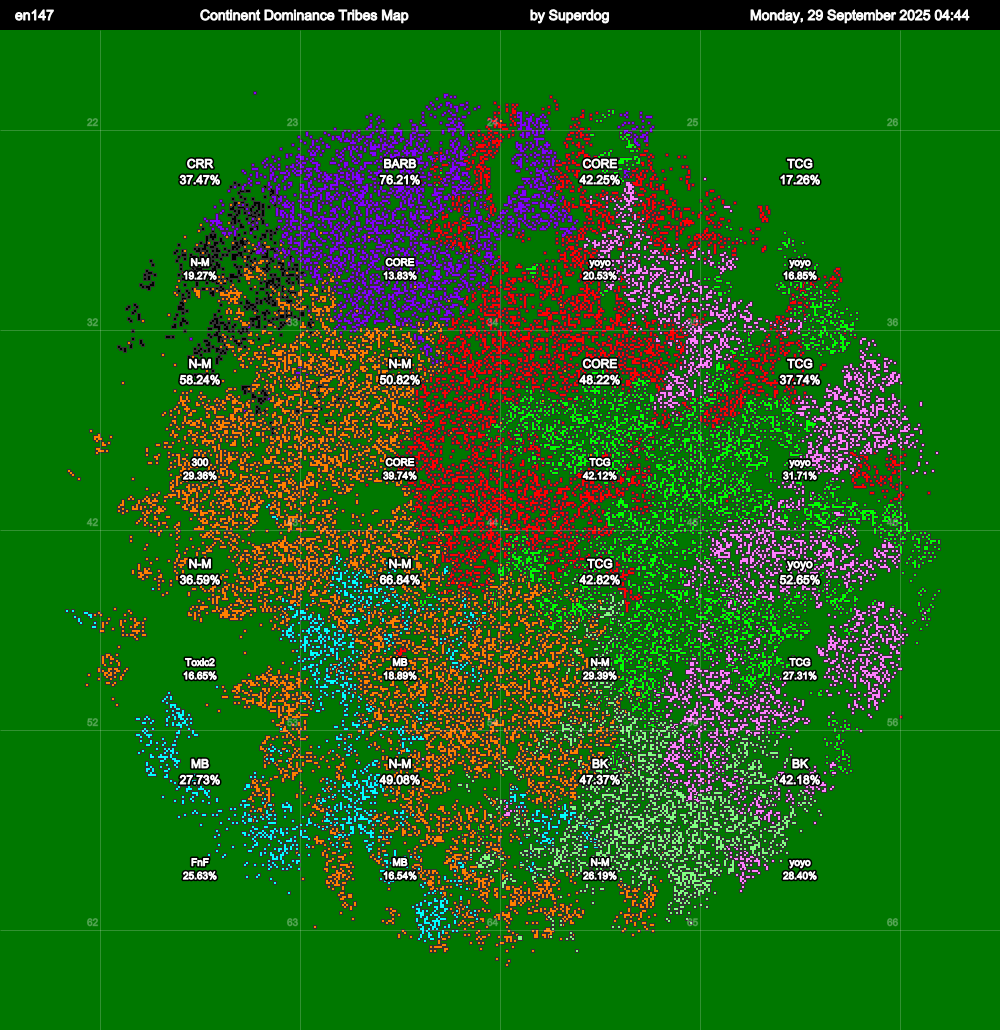 en147 Continent Dominance Tribes Map by Superdog Monday, 29 September 2025 04:44
22 23 24 25 26
CRR BARB CORE TCG
37.47% 76.21% 42.25% 17.26%
N-M CORE yoyo yoyo
19.27% 13.83% 20.53% 16.85%
32 33 34 36
N-M N-M CORE TCG
58.24% 50.82% 48.22% 37.74%
300 CORE TCG yoyo
29.36% 39.74% 42.12% 31.71%
42 44
N-M N-M TCG yoyo
36.59% 66.84% 42.82% 52.65%
Toxic2 MB N-M TCG
16.65% 18.89% 29.39% 27.31%
52 56
MB N-M BK BK
27.73% 49.08% 47.37% 42.18%
FnF MB N-M yoyo
25.63% 16.54% 28.19% 28.40%
62 63 64 65 66